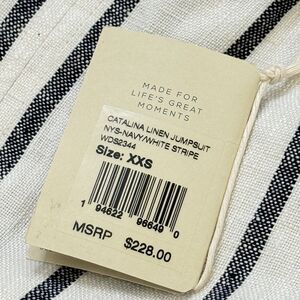 MADE FOR
LIFE'S GREAT
MOMENTS
CATALINA LINEN JUMPSUIT
NYS-NAVY/WHITE STRIPE
WDS2344
Size: XXS
1 94622 96649 0
MSRP $228.00